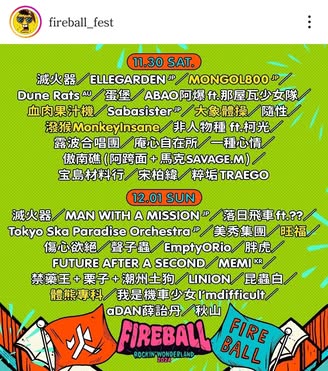 fireball_fest
11.30 SAT.
滅火器／ELLEGARDEN JP／MONGOL800 JP／
Dune Rats AU／蛋堡／ABAO阿爆 ft.那屋瓦少女隊／
血肉果汁機／Sabasister JP／大象體操／隨性／
潑猴MonkeyInsane／非人物種 ft.柯光／
露波合唱團／庵心自在所／一種心情／
傲南礁 (阿跨面＋馬克SAVAGE.M)／
宝島材料行／宋柏緯／粹垢TRAEGO
12.01 SUN
滅火器／MAN WITH A MISSION JP／落日飛車 ft.??／
Tokyo Ska Paradise Orchestra JP／美秀集團／旺福／
傷心欲絕／聲子蟲／EmptyORio／胖虎／
FUTURE AFTER A SECOND／MEMI KR／
禁藥王＋栗子＋潮州土狗／LINION／昆蟲白／
體熊專科／我是機車少女I'mdifficult／
aDAN薛詒丹／秋山
火
FIREBALL
ROCKIN' WONDERLAND
2024
FIRE
BALL